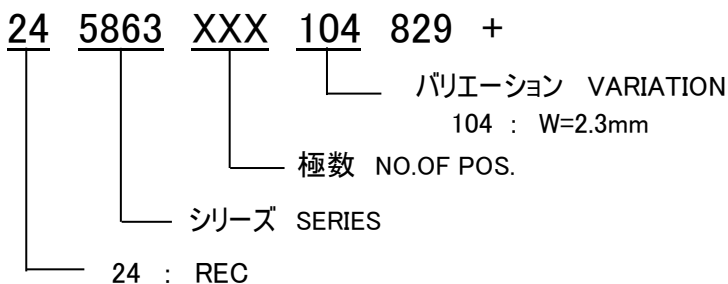 24 5863 XXX 104 829 +
バリエーション VARIATION
104 : W=2.3mm
極数 NO.OF POS.
シリーズ SERIES
24 : REC